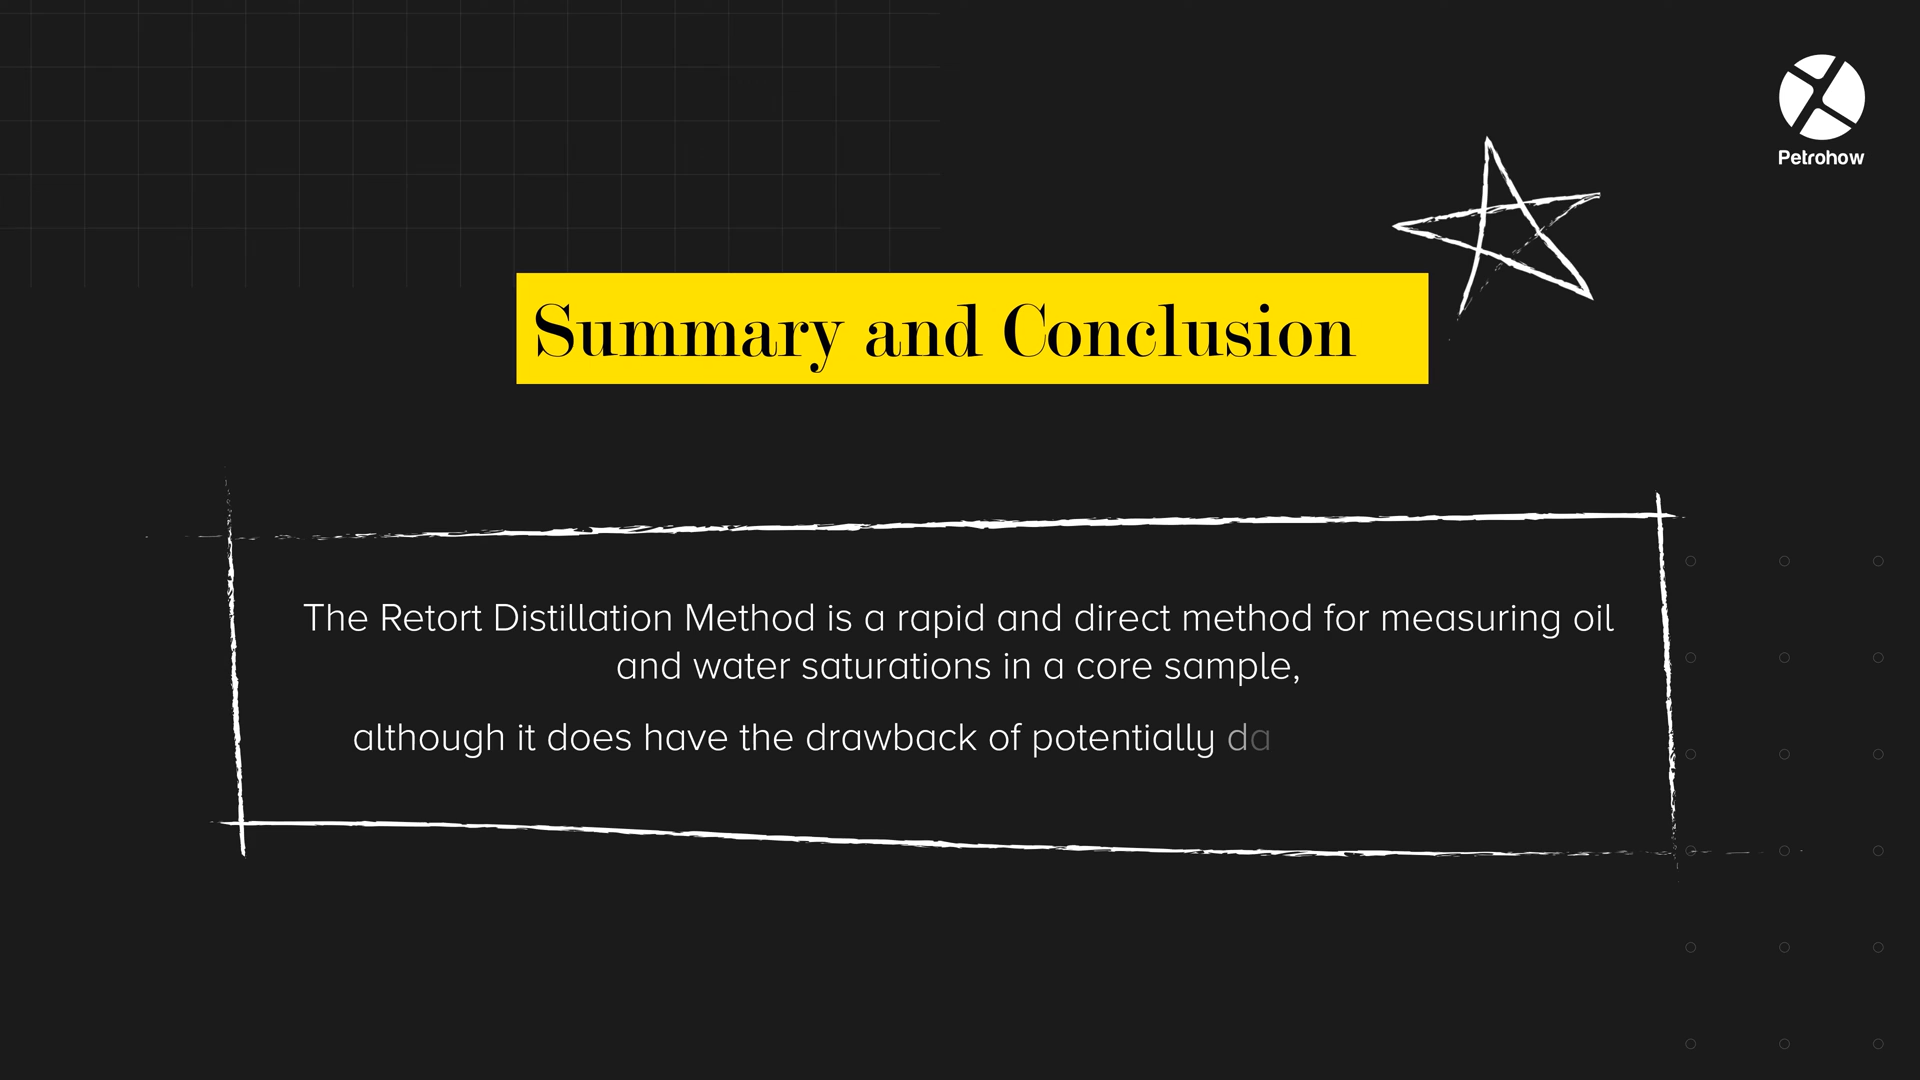 Petrohow
Summary and Conclusion
The Retort Distillation Method is a rapid and direct method for measuring oil
and water saturations in a core sample,
although it does have the drawback of potentially da